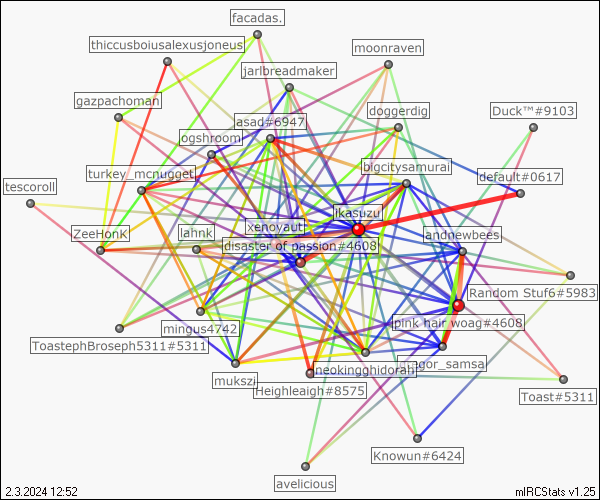 facadas.
thiccusboiusalexusjoneus
moonraven
jarlbreadmaker
gazpachoman
doggerdig
Duck™#9103
asad#6947
ogshroom
bigcitysamurai
turkey_mcnugget
default#0617
tescoroll
ikasuzu
xenoyaut
ZeeHonK
lahnk
andnewbees
disaster of passion#4608
Random Stuf6#5983
mingus4742
pink hair woag#4608
ToastephBroseph5311#5311
gregor_samsa
neokingghidorah
mukszi
Heighleaigh#8575
Toast#5311
Knowun#6424
avelicious
2.3.2024 12:52
mIRCStats v1.25